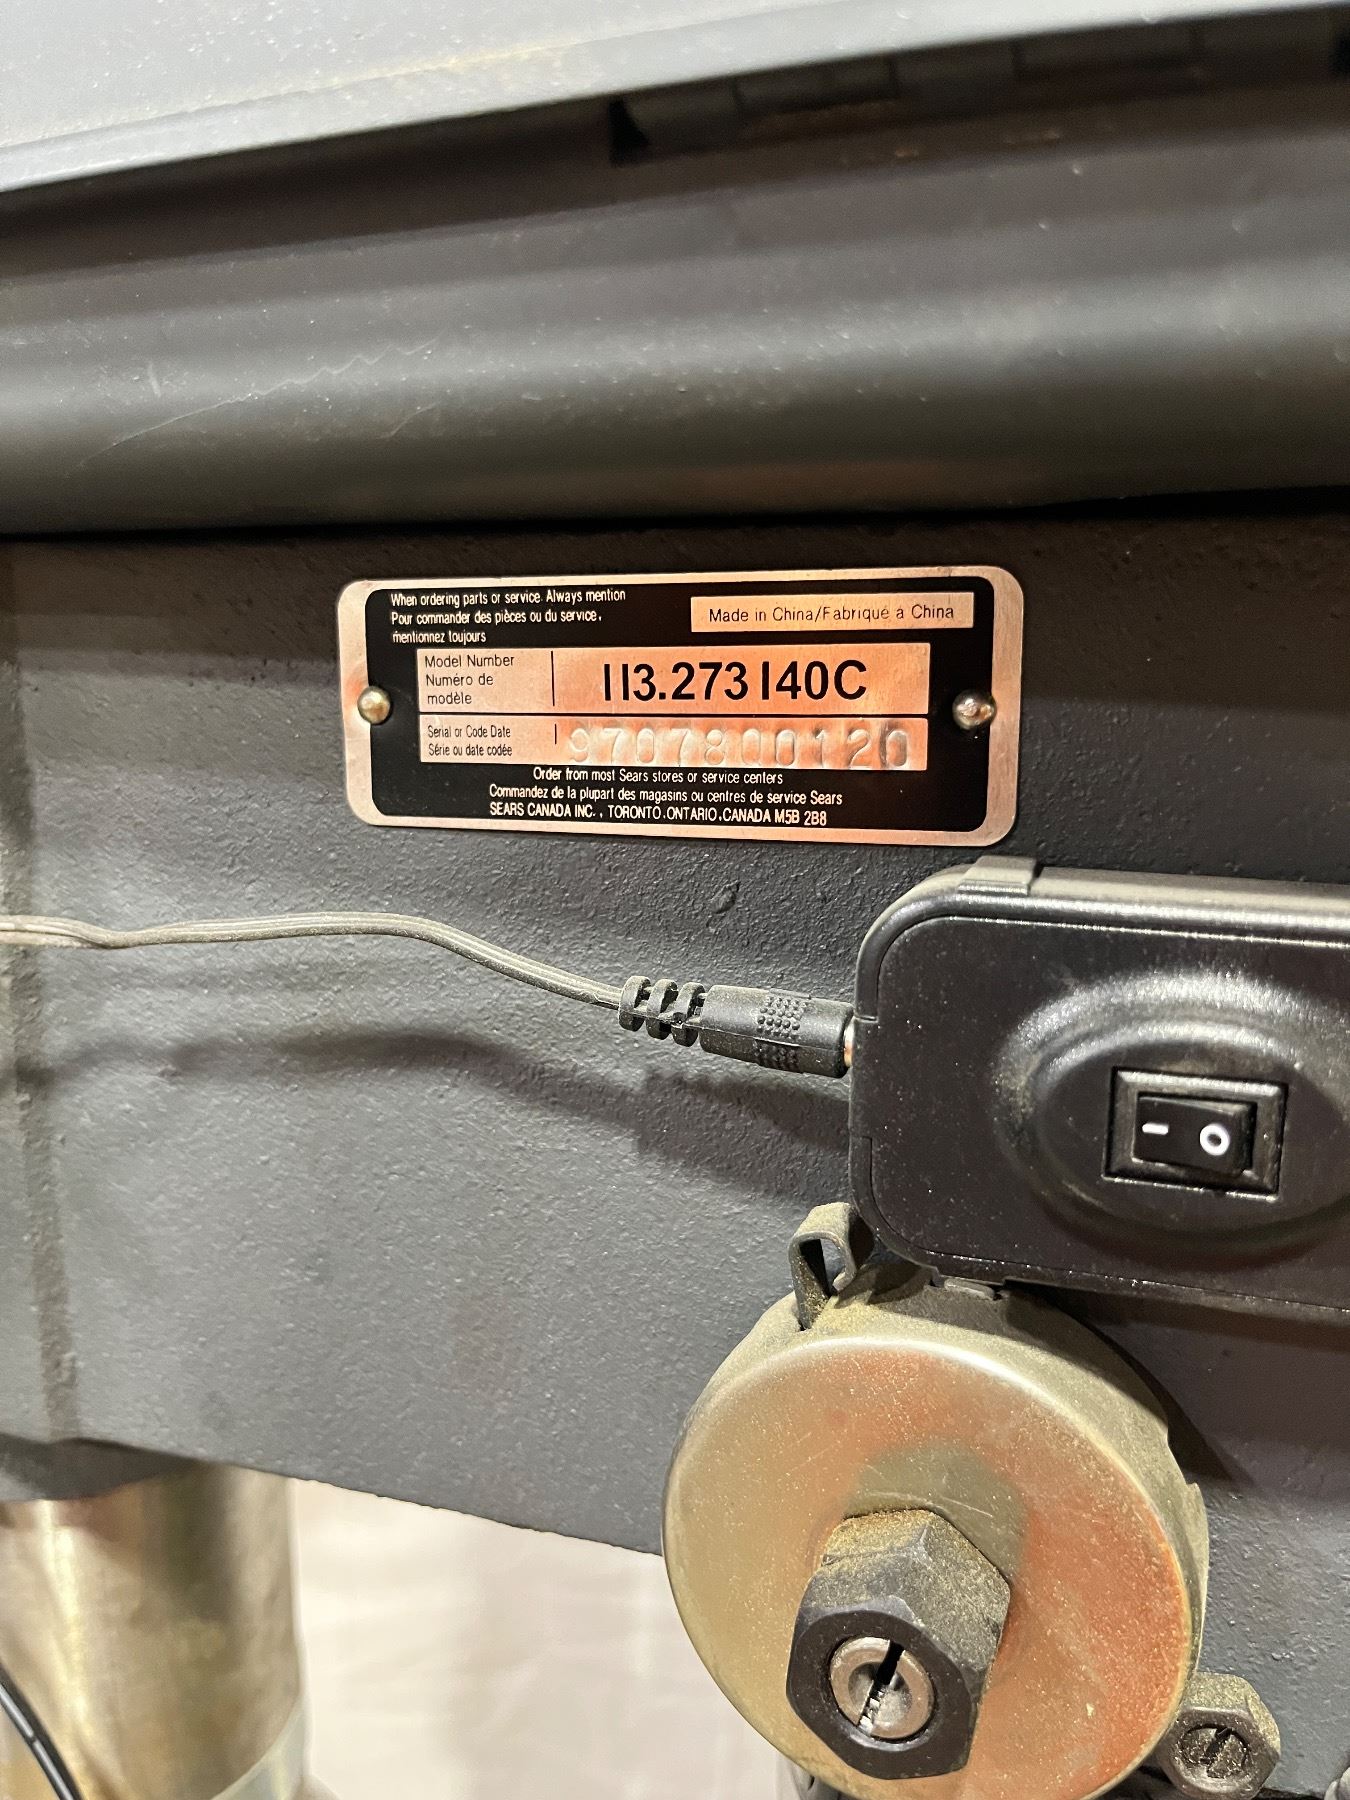 When ordering parts or service. Always mention
Pour commander des pièces ou du service,
mentionnez toujours
Made in China/Fabriqué a China
Model Number
Numéro de
modèle
113.273140C
Serial or Code Date
Série ou date codée
9707800120
Order from most Sears stores or service centers
Commandez de la plupart des magasins ou centres de service Sears
SEARS CANADA INC., TORONTO.ONTARIO.CANADA M5B 2B8
I O